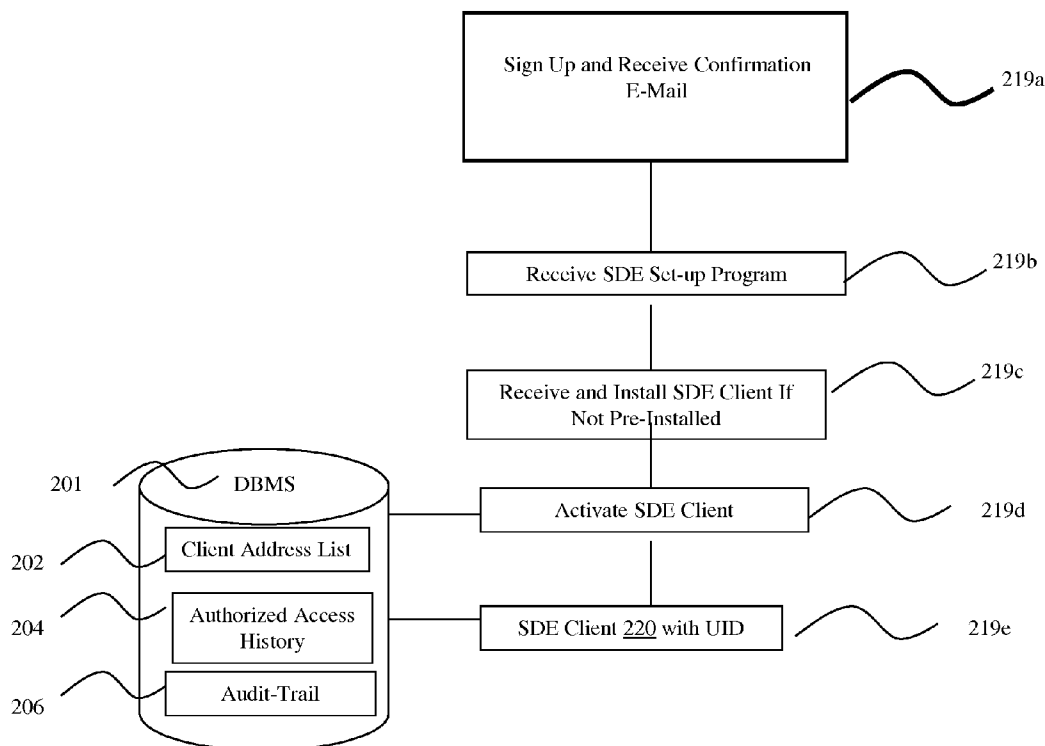 Sign Up and Receive Confirmation
E-Mail
219a
Receive SDE Set-up Program
219b
Receive and Install SDE Client If
Not Pre-Installed
219c
201
DBMS
Activate SDE Client
219d
202
Client Address List
204
Authorized Access
History
SDE Client 220 with UID
219e
206
Audit-Trail